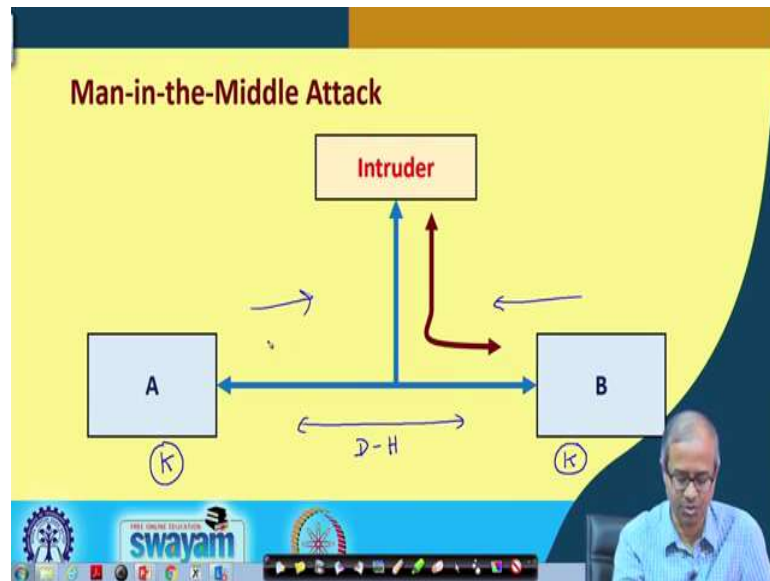 Man-in-the-Middle Attack
Intruder
A
B
D-H
K
K
FREE ONLINE EDUCATION
swayam